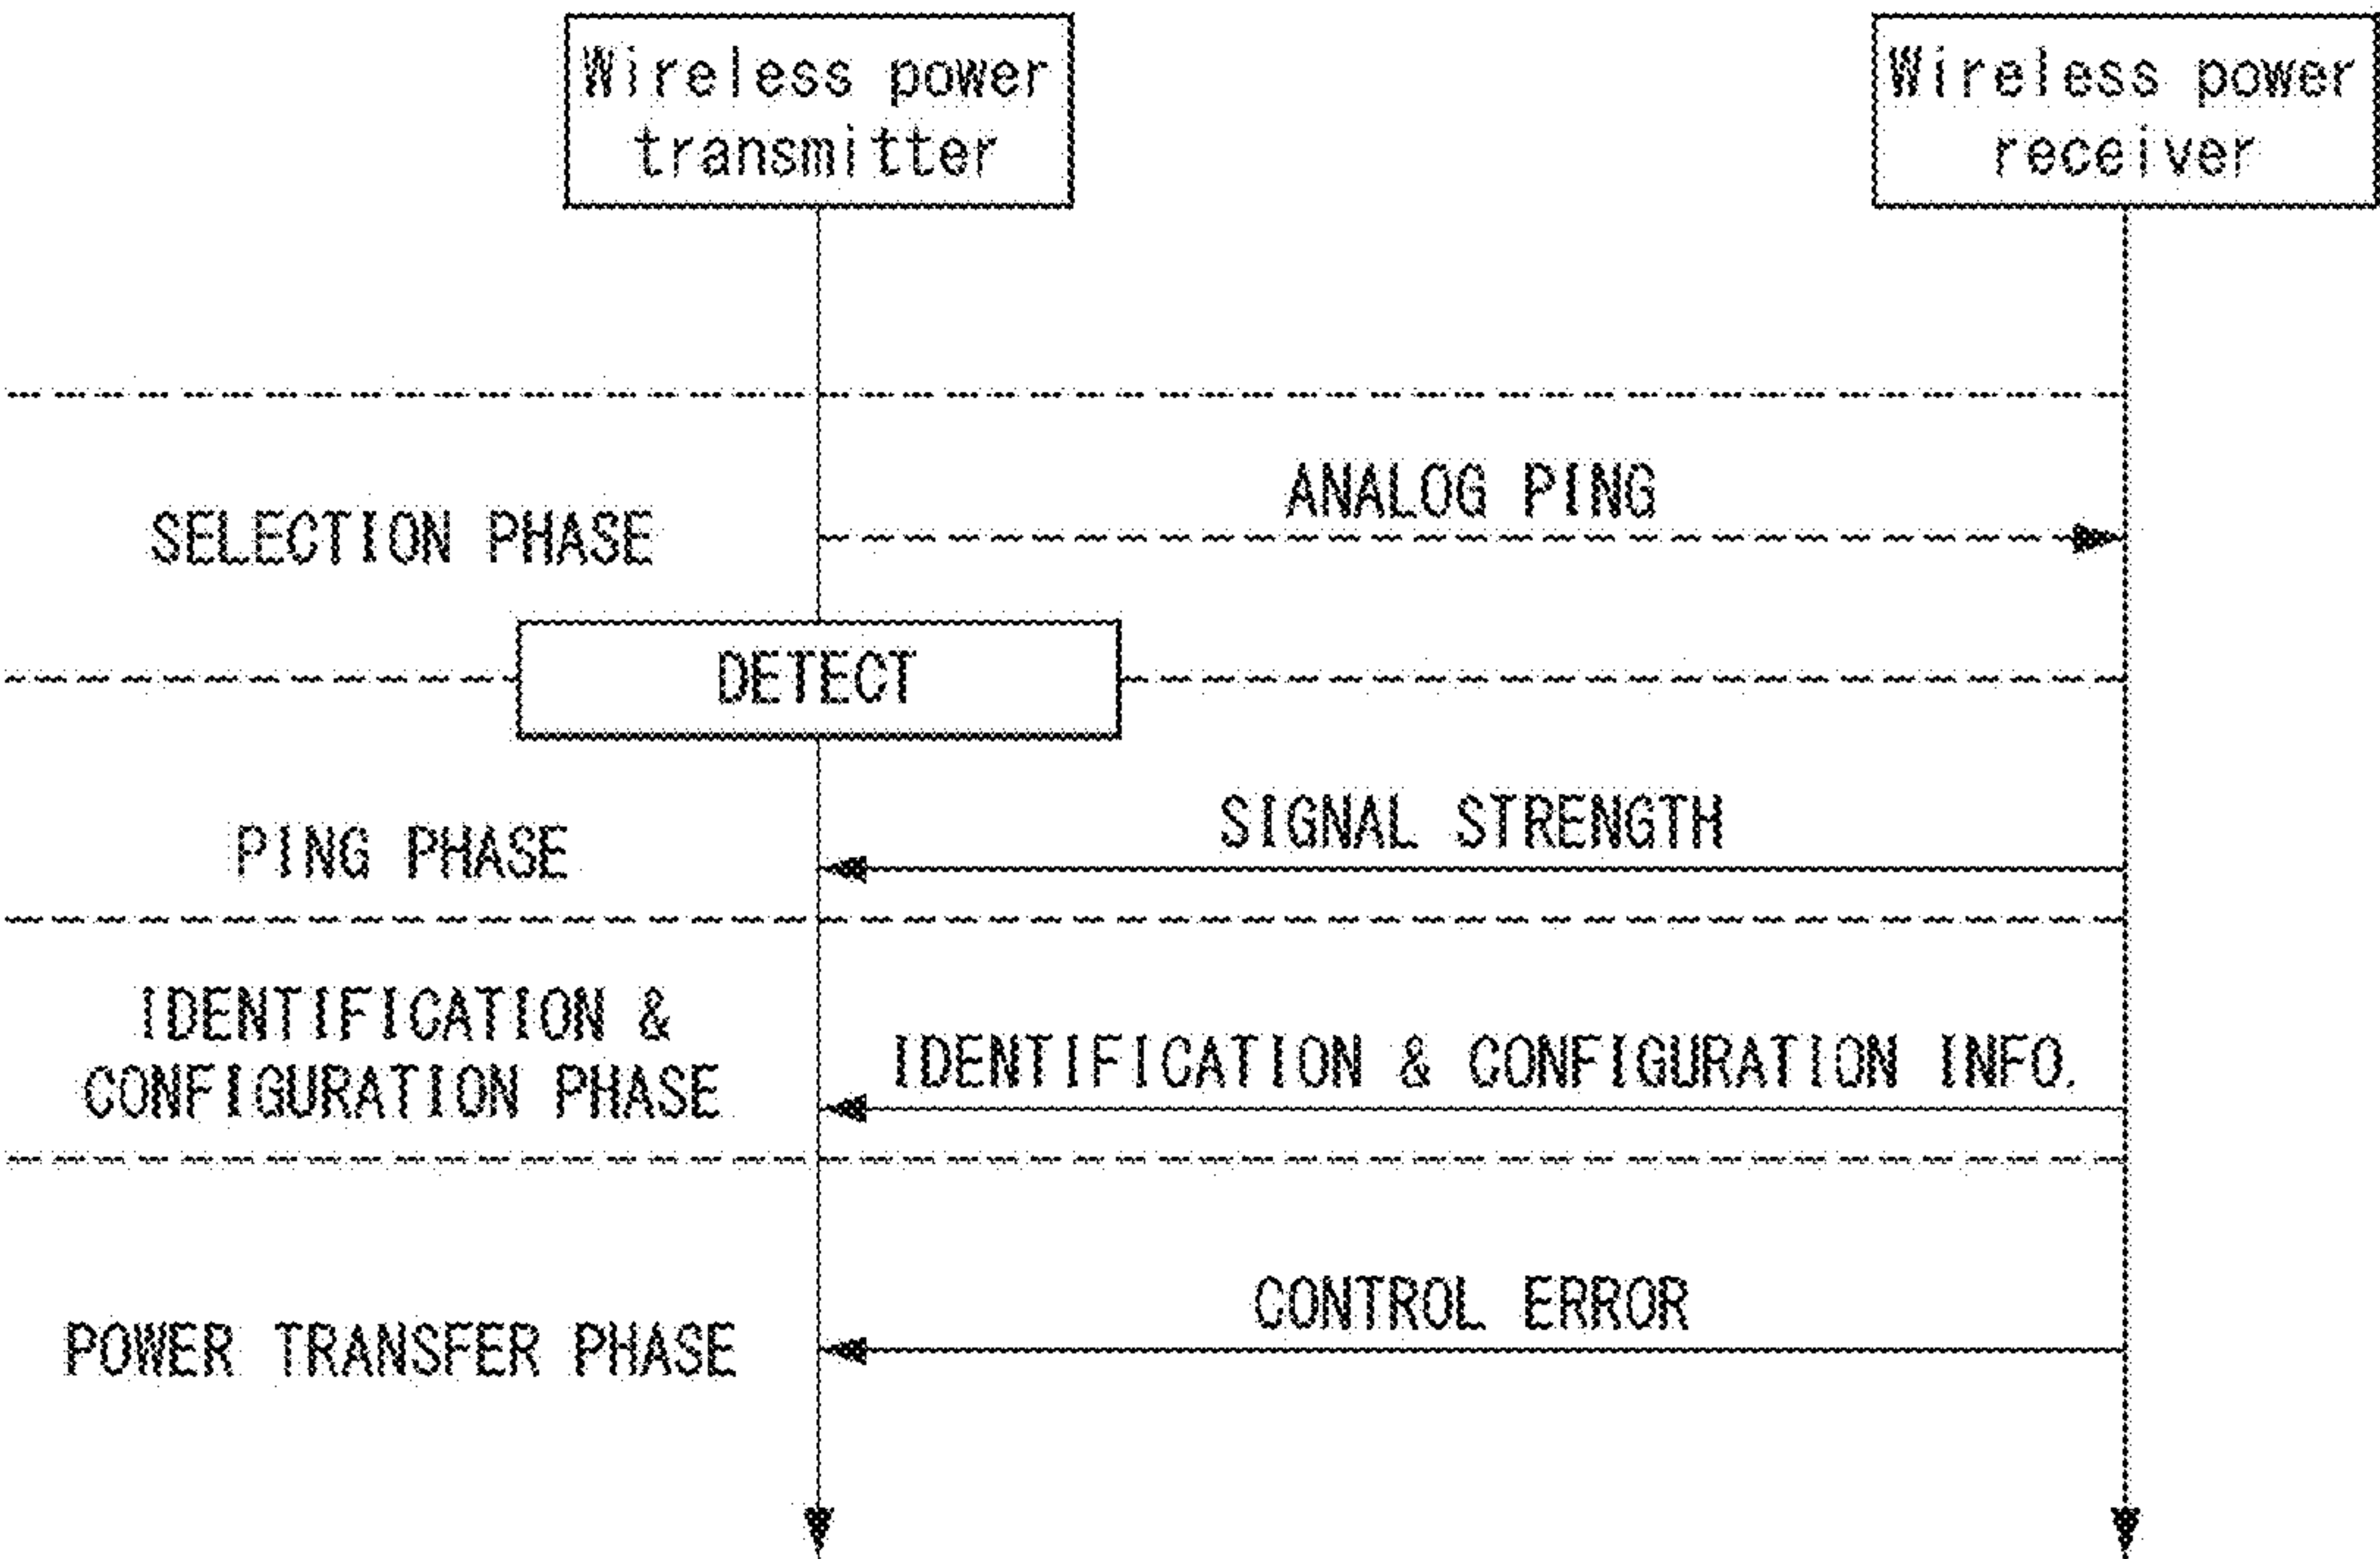 Wireless power
transmitter
Wireless power
receiver
ANALOG PING
SELECTION PHASE
DETECT
SIGNAL STRENGTH
PING PHASE
IDENTIFICATION &
CONFIGURATION PHASE
IDENTIFICATION & CONFIGURATION INFO.
CONTROL ERROR
POWER TRANSFER PHASE